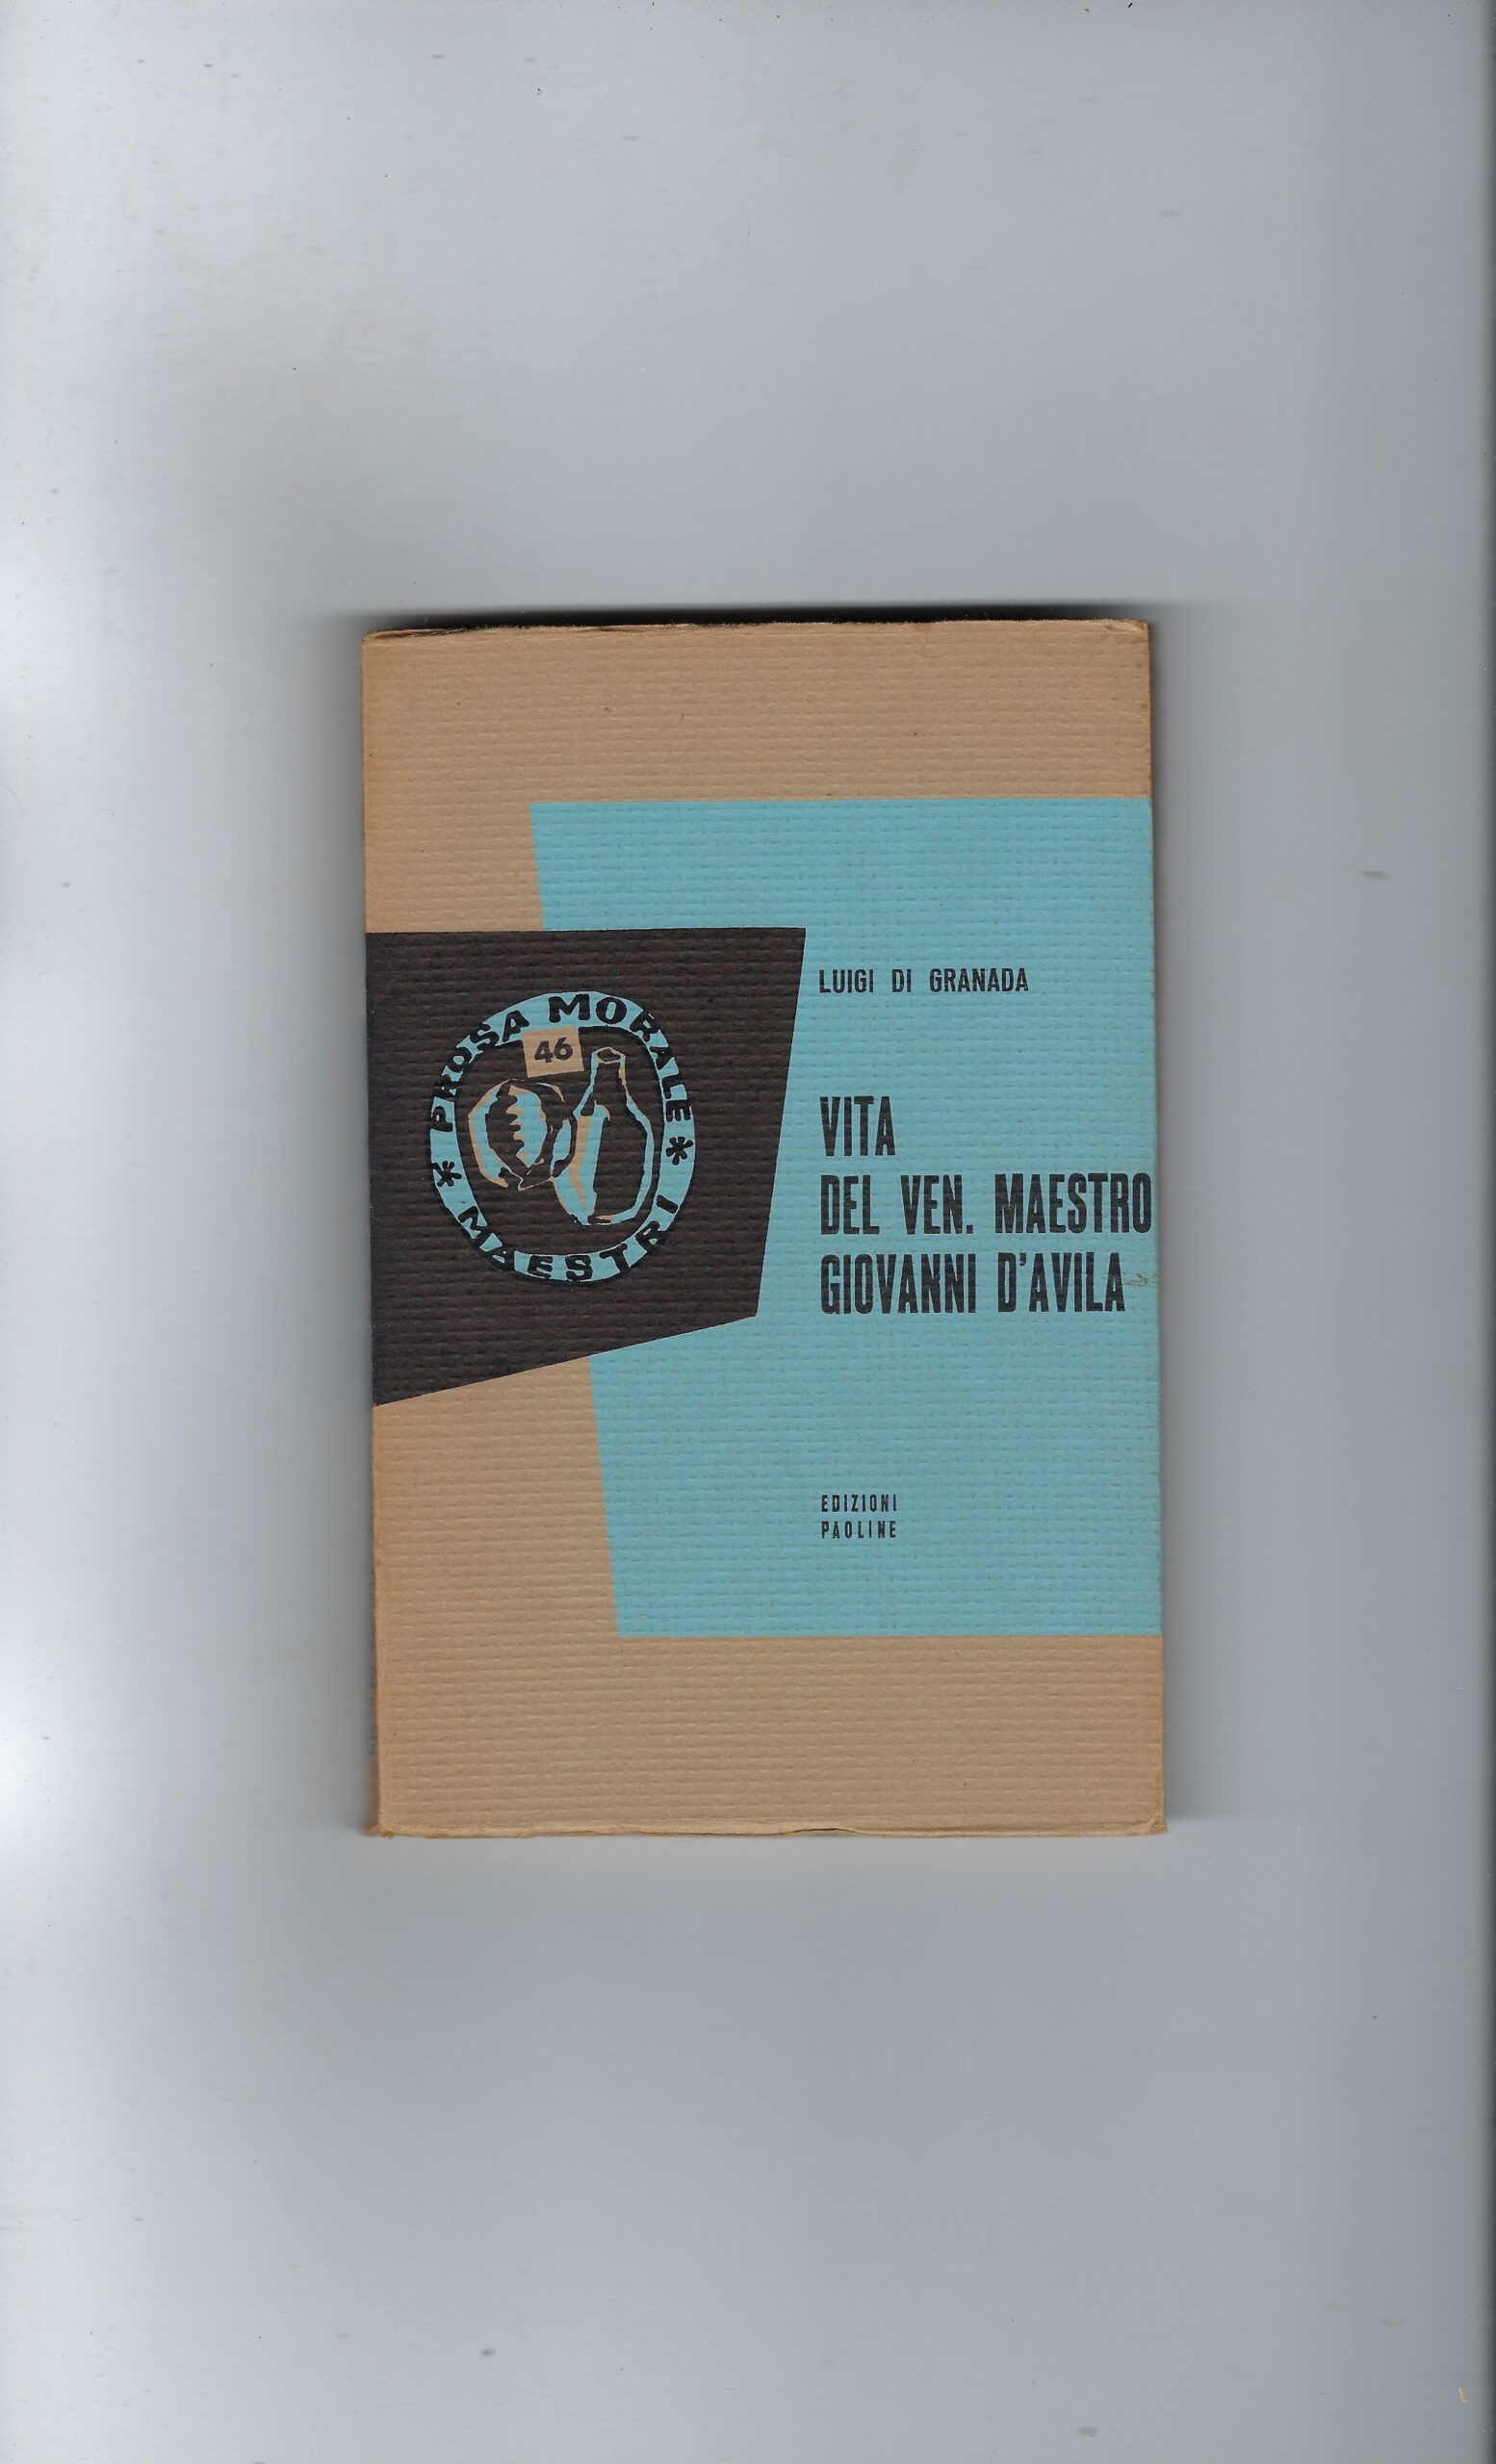 LUIGI DI GRANADA
VITA
DEL VEN. MAESTRO
GIOVANNI D'AVILA
PROSA MORALE
46
* MAESTRI *
EDIZIONI
PAOLINE